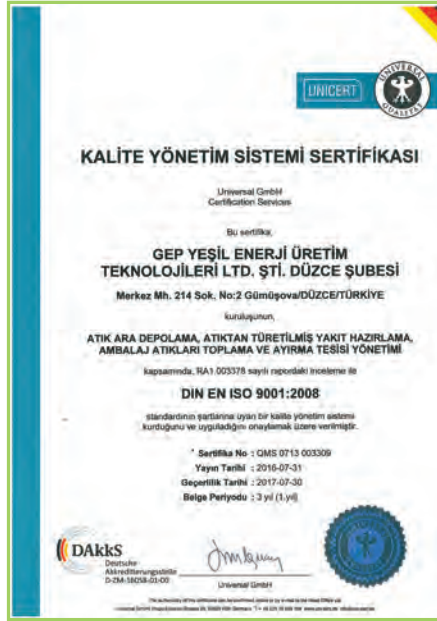 UNICERT
UNIVERSAL
QUALITÄT
KALİTE YÖNETİM SİSTEMİ SERTİFİKASI
Universal GmbH
Certification Services
Bu sertifika,
GEP YEŞİL ENERJİ ÜRETİM
TEKNOLOJİLERİ LTD. ŞTİ. DÜZCE ŞUBESİ
Merkez Mh. 214 Sok. No:2 Gümüşova/DÜZCE/TÜRKİYE
kuruluşunun,
ATIK ARA DEPOLAMA, ATIKTAN TÜRETİLMİŞ YAKIT HAZIRLAMA,
AMBALAJ ATIKLARI TOPLAMA VE AYIRMA TESİSİ YÖNETİMİ
kapsamında, RA1 003378 sayılı rapordaki inceleme ile
DIN EN ISO 9001:2008
standardının şartlarına uyan bir kalite yönetim sistemi
kurduğunu ve uyguladığını onaylamak üzere verilmiştir.
Sertifika No : QMS 0713 003309
Yayın Tarihi : 2016-07-31
Geçerlilik Tarihi : 2017-07-30
Belge Periyodu : 3 yıl (1.yıl)
DAkkS
Deutsche
Akkreditierungsstelle
D-ZM-16058-01-00
Universal GmbH